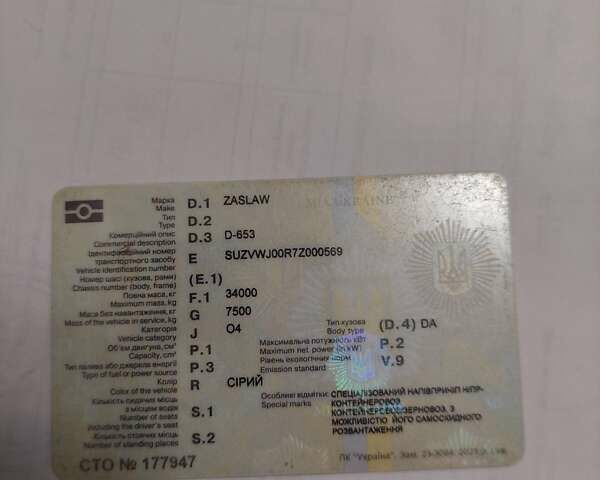 Марка
Make D.1 ZASLAW
MIA UKRAINE
Тип
Type D.2
Комерційний опис
Commercial description D.3 D-653
Ідентифікаційний номер
транспортного засобу E SUZVWJ00R7Z000569
Vehicle identification number
Номер шасі (кузова, рами) (E.1)
Chassis number (body, frame)
Повна маса, кг F.1 34000
Maximum mass, kg
Маса без навантаження, кг G 7500
Mass of the vehicle in service, kg
Категорія J O4
Vehicle category
Тип кузова (D.4) DA
Body type
Об'єм двигуна, см³ P.1
Capacity, cm³
Максимальна потужність кВт P.2
Maximum net power (in kW)
Тип палива або джерела енергії P.3
Type of fuel or power source
Рівень екологічних норм V.9
Emission standard
Колір R СІРИЙ
Color of the vehicle
Кількість сидячих місць
з місцем водія S.1
Number of seats
including the driver's seat
Кількість стоячих місць S.2
Number of standing places
Особливі відмітки: СПЕЦІАЛІЗОВАНИЙ НАПІВПРИЧІП Н/ПР-
Special marks КОНТЕЙНЕРОВОЗ
КОНТЕЙНЕРОВОЗ,ЗЕРНОВОЗ, З
МОЖЛИВІСТЮ ЙОГО САМОСКИДНОГО
РОЗВАНТАЖЕННЯ
СТО № 177947
ПК "Україна". Зам.